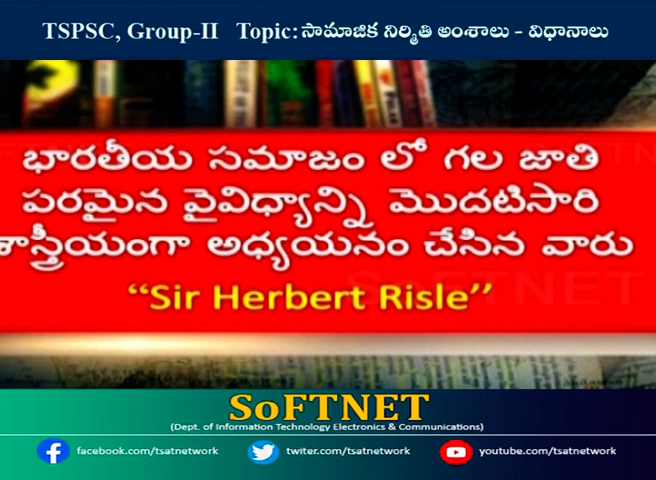 TSPSC, Group-II Topic: సామాజిక నిర్మితి అంశాలు - విధానాలు
భారతీయ సమాజం లో గల జాతి
పరమైన వైవిధ్యాన్ని మొదటిసారి
శాస్త్రీయంగా అధ్యయనం చేసిన వారు
“Sir Herbert Risle”
SoFTNET
(Dept. of Information Technology Electronics & Communications)
facebook.com/tsatnetwork twiter.com/tsatnetwork youtube.com/tsatnetwork